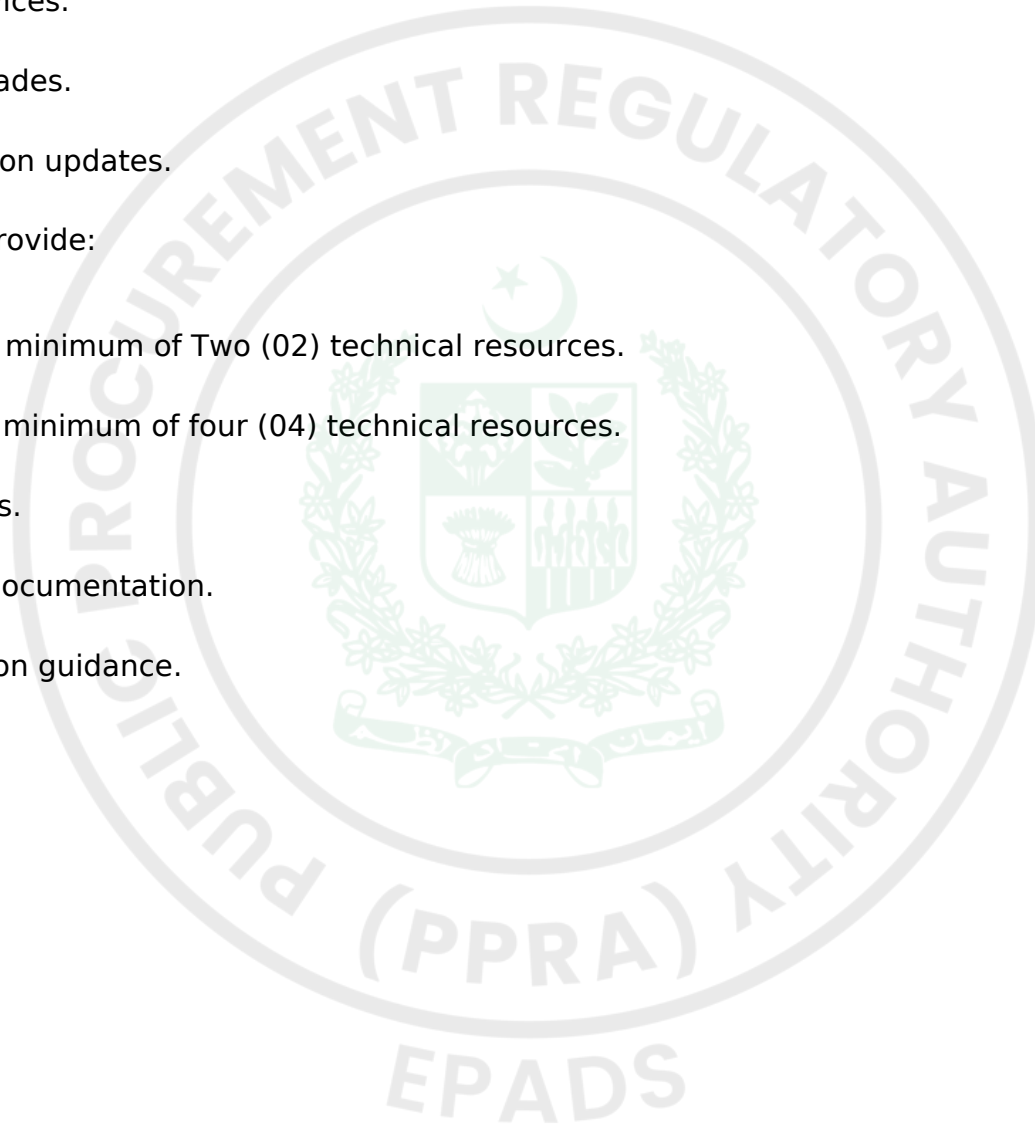 nces.
ades.
on updates.
rovide:
minimum of Two (02) technical resources.
minimum of four (04) technical resources.
s.
ocumentation.
on guidance.
PUBLIC PROCUREMENT REGULATORY AUTHORITY
(PPRA)
EPADS